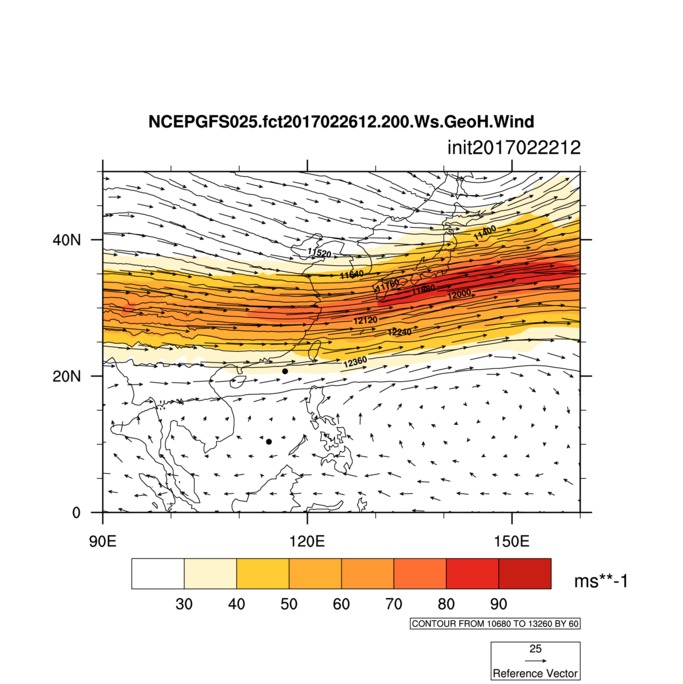 NCEPGFS025.fct2017022612.200.Ws.GeoH.Wind
init2017022212
40N
20N
0
11400
11520
11640
11760
11880
12000
12120
12240
12360
90E
120E
150E
30 40 50 60 70 80 90
ms**-1
CONTOUR FROM 10680 TO 13260 BY 60
25
Reference Vector